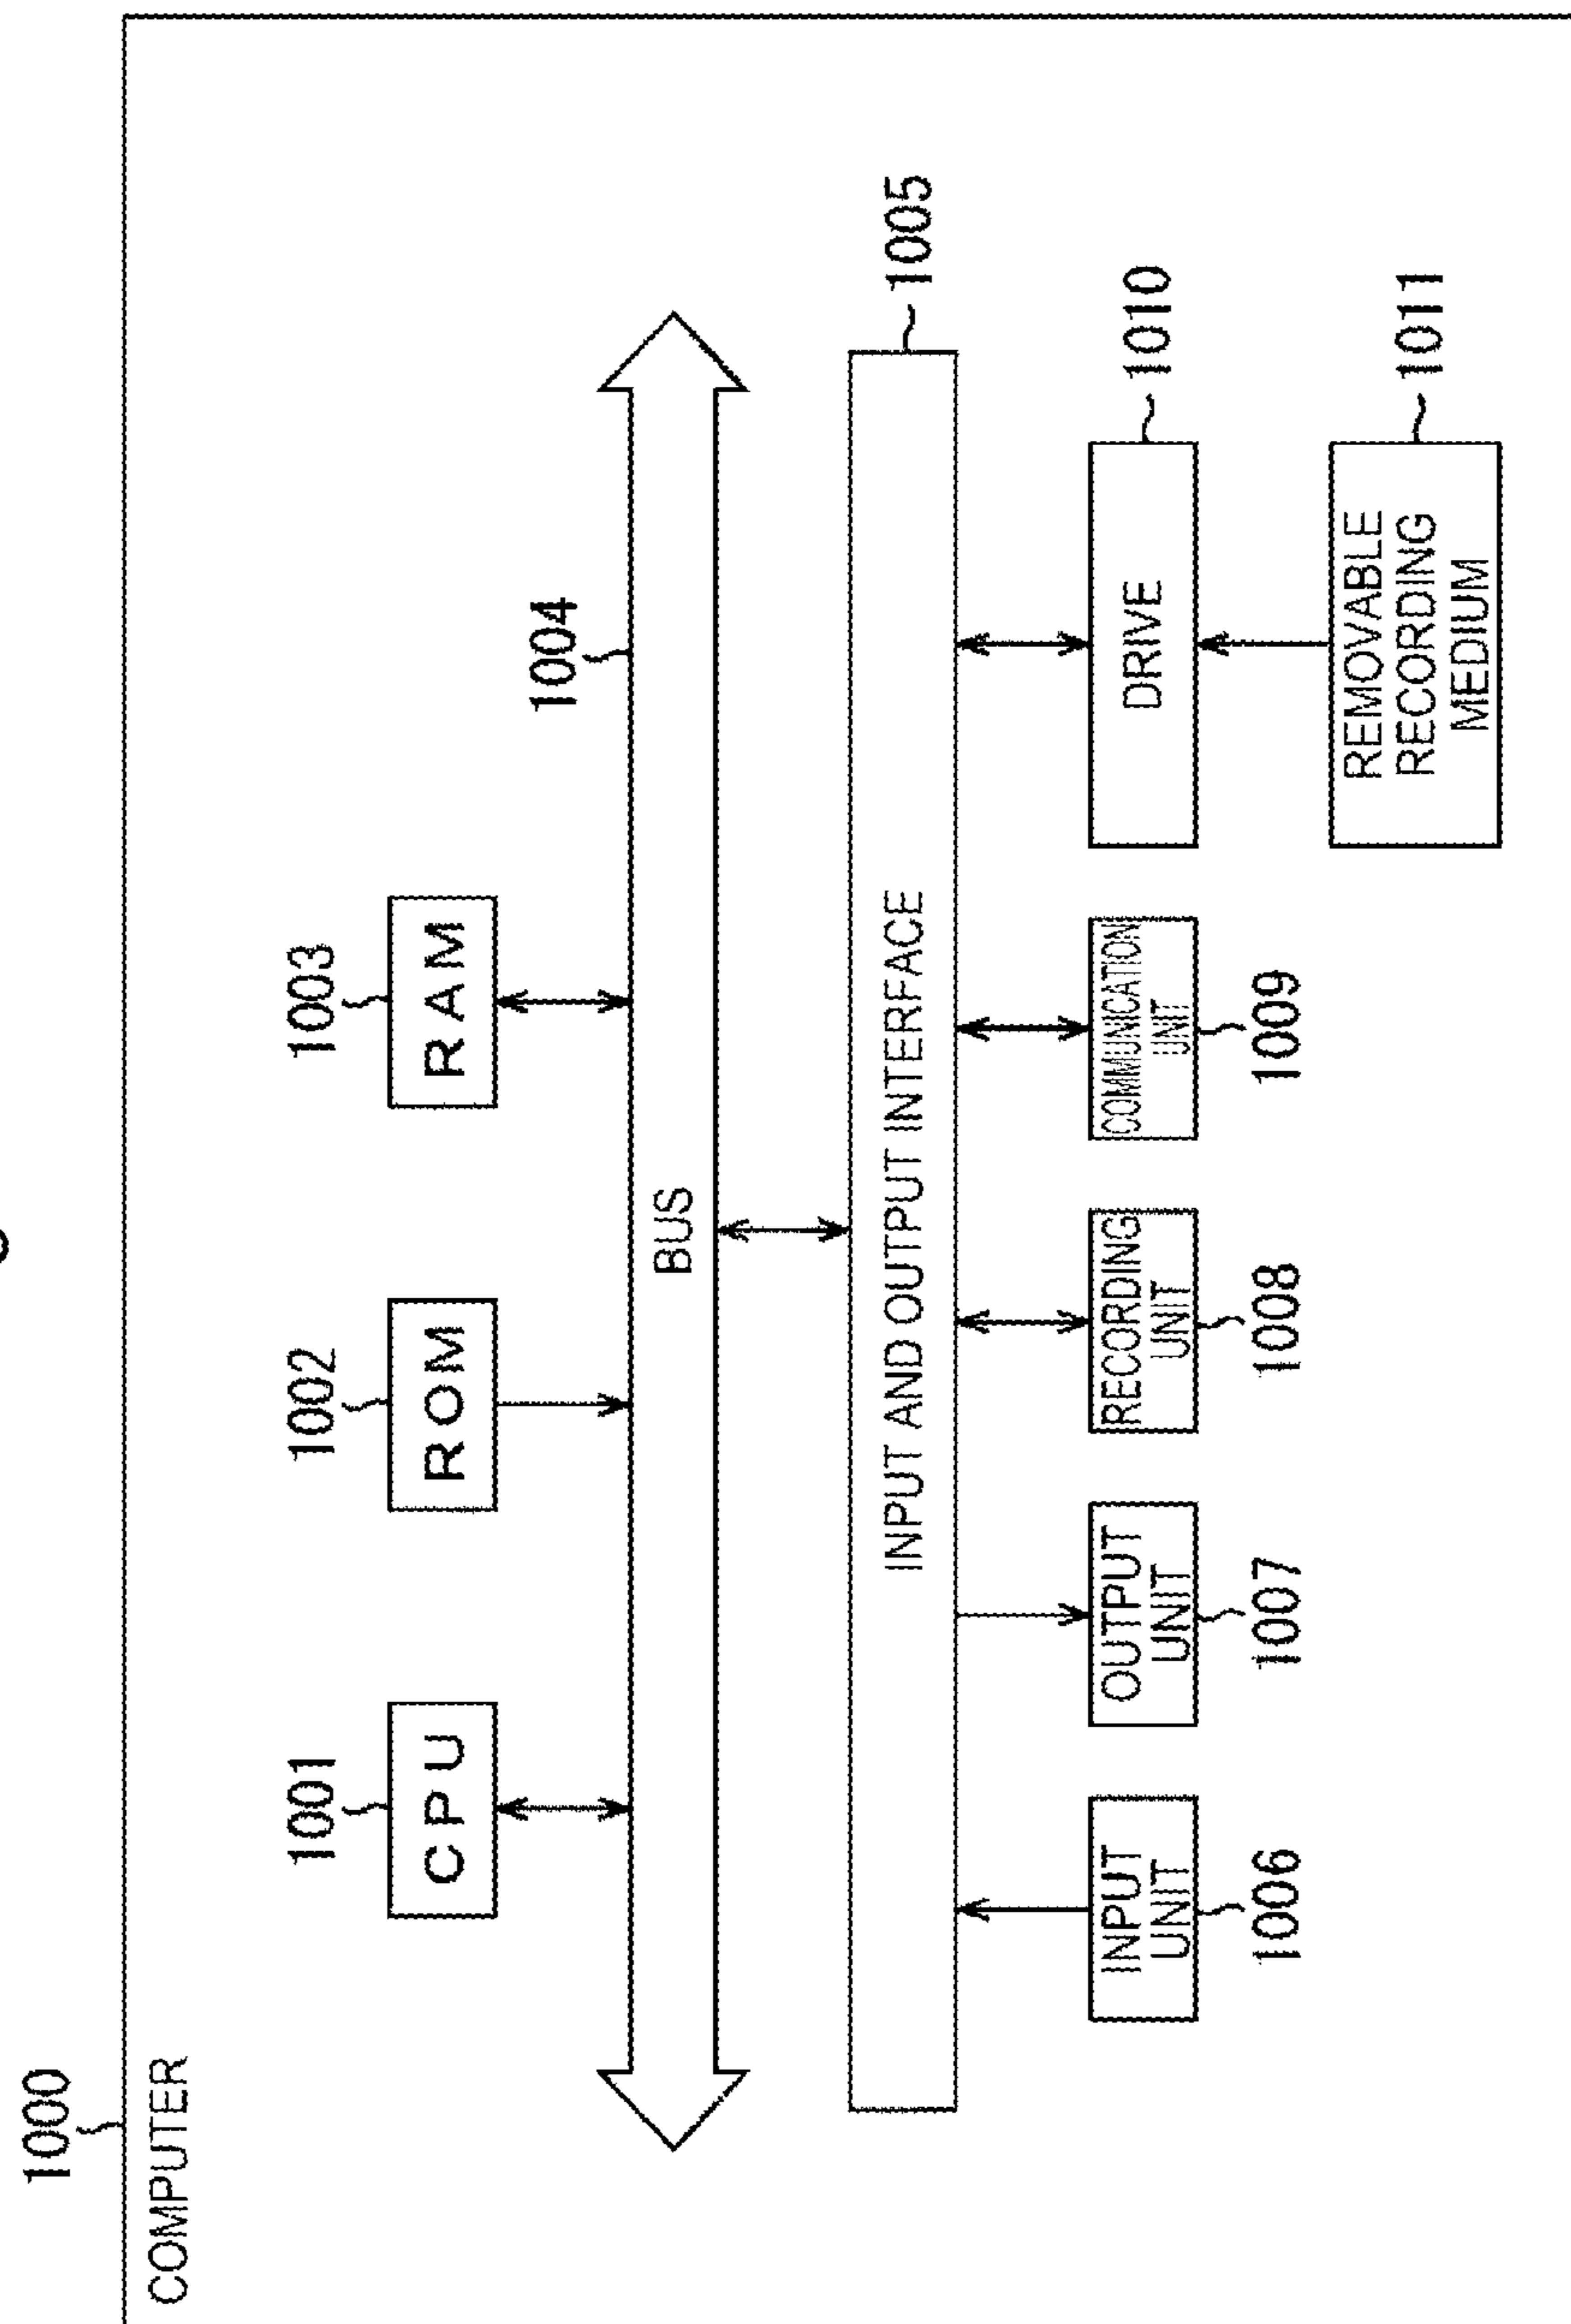 1000
COMPUTER
1001
1002
1003
CPU
ROM
RAM
1004
BUS
1005
INPUT AND OUTPUT INTERFACE
INPUT
UNIT
OUTPUT
UNIT
RECORDING
UNIT
COMMUNICATION
UNIT
DRIVE
1010
1006
1007
1008
1009
REMOVABLE
RECORDING
MEDIUM
1011